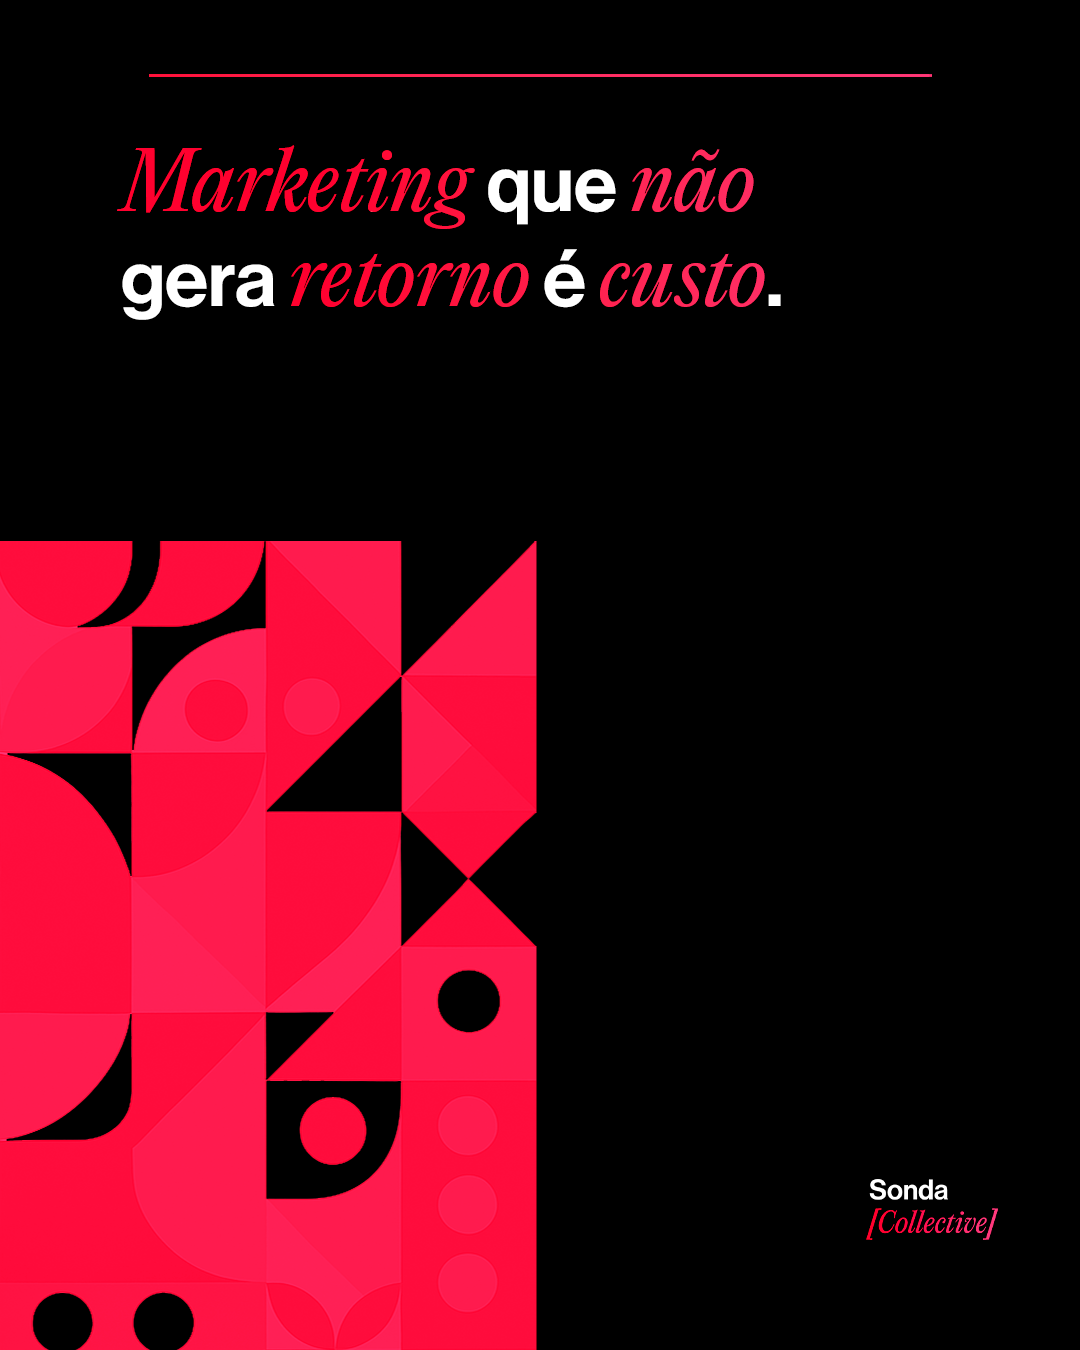 Marketing que não
gera retorno é custo.
Sonda
[Collective]